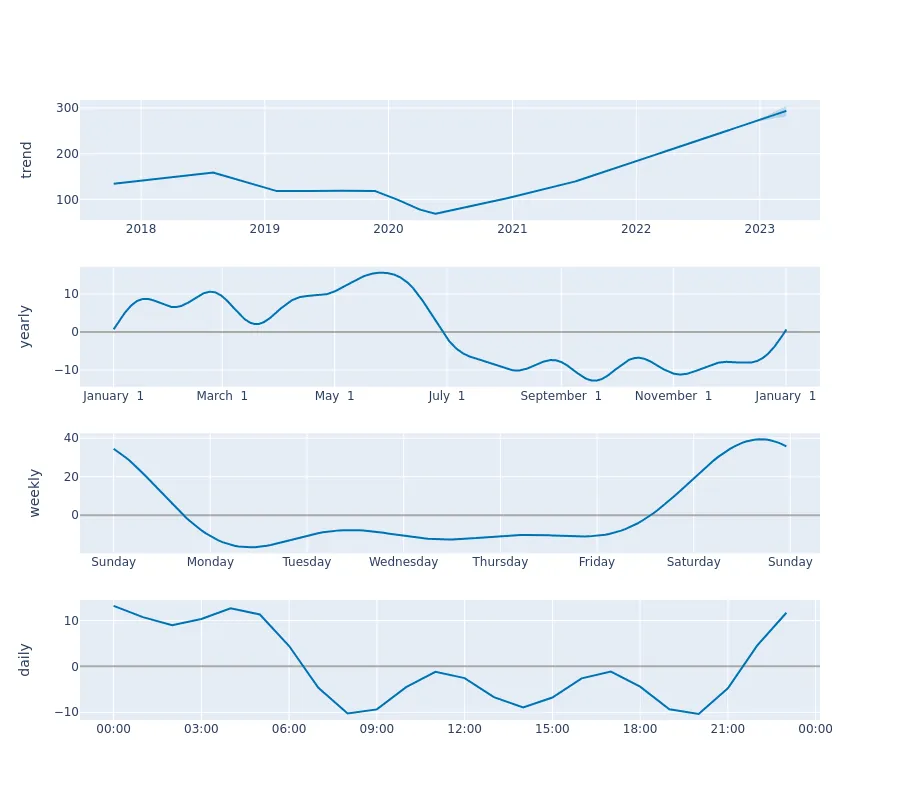 trend
300
200
100
2018 2019 2020 2021 2022 2023
yearly
10
0
−10
January 1 March 1 May 1 July 1 September 1 November 1 January 1
weekly
40
20
0
Sunday Monday Tuesday Wednesday Thursday Friday Saturday Sunday
daily
10
0
−10
00:00 03:00 06:00 09:00 12:00 15:00 18:00 21:00 00:00